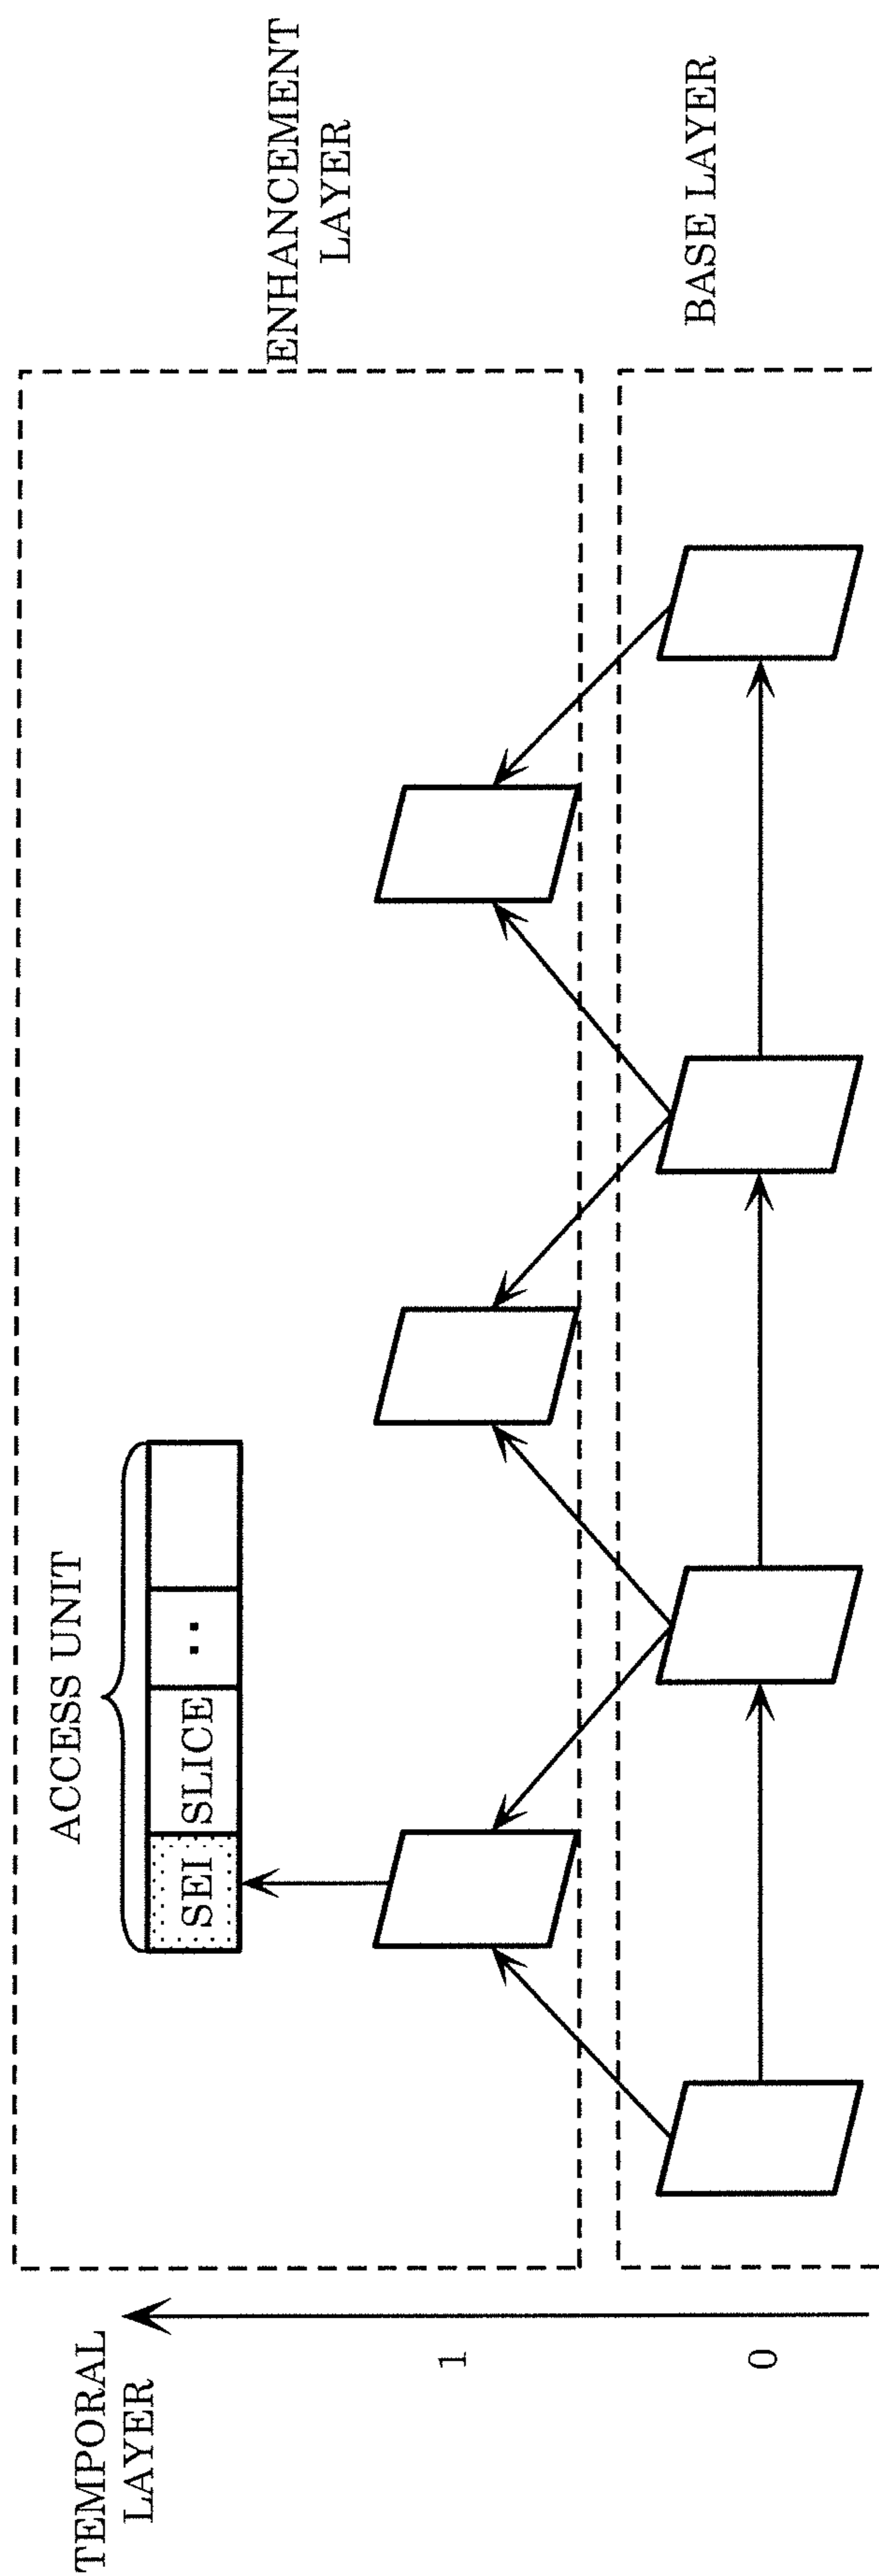 TEMPORAL
LAYER
1
0
ACCESS UNIT
SEI
SLICE
..
ENHANCEMENT
LAYER
BASE LAYER